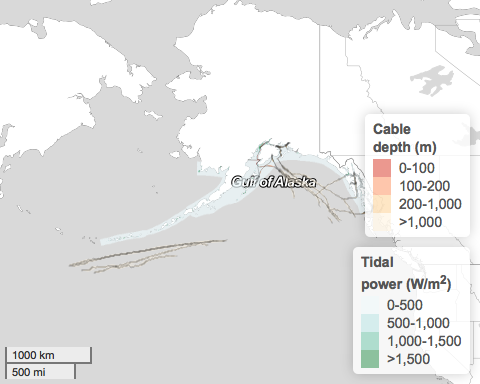 Cable
depth (m)
0-100
100-200
200-1,000
>1,000
Gulf of Alaska
Tidal
power (W/m²)
0-500
500-1,000
1,000-1,500
>1,500
1000 km
500 mi